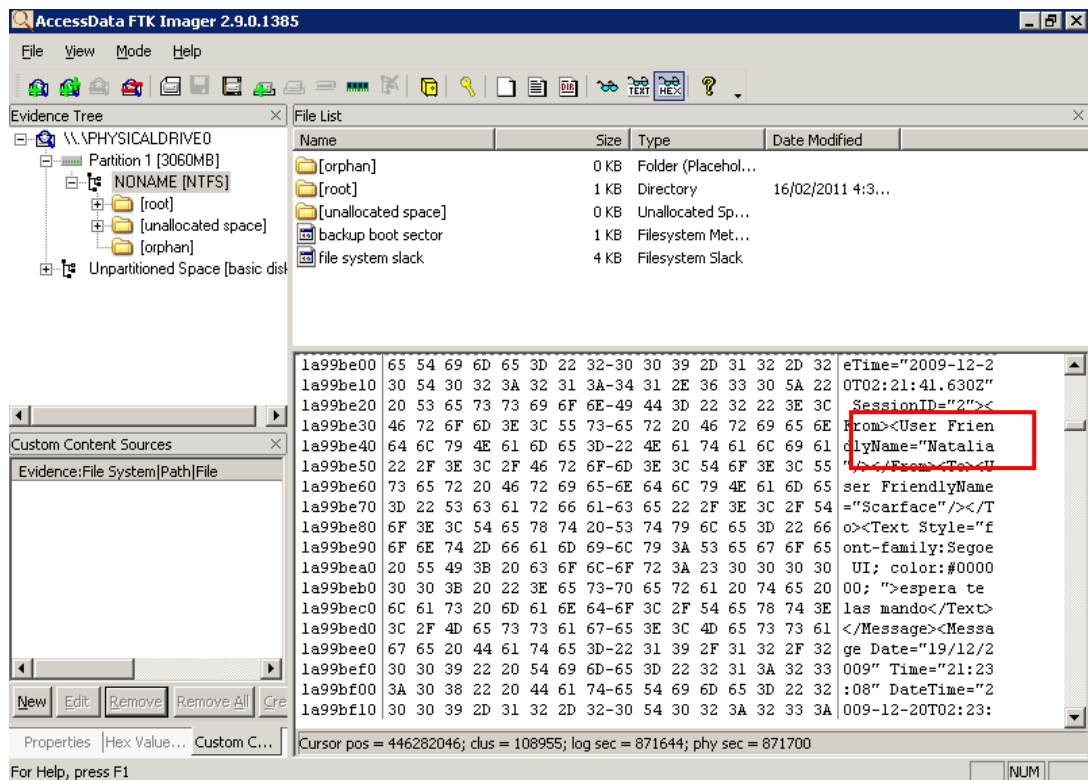 AccessData FTK Imager 2.9.0.1385
File View Mode Help
TEXT HEX
DIR
Evidence Tree
\\.\PHYSICALDRIVE0
Partition 1 [3060MB]
NONAME [NTFS]
[root]
[unallocated space]
[orphan]
Unpartitioned Space [basic disk
File List
Name Size Type Date Modified
[orphan] 0 KB Folder (Placehol...
[root] 1 KB Directory 16/02/2011 4:3...
[unallocated space] 0 KB Unallocated Sp...
backup boot sector 1 KB Filesystem Met...
file system slack 4 KB Filesystem Slack
Custom Content Sources
Evidence:File System|Path|File
New Edit Remove Remove All Cre
Properties Hex Value... Custom C...
1a99be00 65 54 69 6D 65 3D 22 32-30 30 39 2D 31 32 2D 32 eTime="2009-12-2
1a99be10 30 54 30 32 3A 32 31 3A-34 31 2E 36 33 30 5A 22 0T02:21:41.630Z"
1a99be20 20 53 65 73 73 69 6F 6E-49 44 3D 22 32 22 3E 3C  SessionID="2"><
1a99be30 46 72 6F 6D 3E 3C 55 73-65 72 20 46 72 69 65 6E From><User Frien
1a99be40 64 6C 79 4E 61 6D 65 3D-22 4E 61 74 61 6C 69 61 dlyName="Natalia
1a99be50 22 2F 3E 3C 2F 46 72 6F-6D 3E 3C 54 6F 3E 3C 55 "/></From><To><U
1a99be60 73 65 72 20 46 72 69 65-6E 64 6C 79 4E 61 6D 65 ser FriendlyName
1a99be70 3D 22 53 63 61 72 66 61-63 65 22 2F 3E 3C 2F 54 ="Scarface"/></T
1a99be80 6F 3E 3C 54 65 78 74 20-53 74 79 6C 65 3D 22 66 o><Text Style="f
1a99be90 6F 6E 74 2D 66 61 6D 69-6C 79 3A 53 65 67 6F 65 ont-family:Segoe
1a99bea0 20 55 49 3B 20 63 6F 6C-6F 72 3A 23 30 30 30 30  UI; color:#0000
1a99beb0 30 30 3B 20 22 3E 65 73-70 65 72 61 20 74 65 20 00; ">espera te
1a99bec0 6C 61 73 20 6D 61 6E 64-6F 3C 2F 54 65 78 74 3E las mando</Text>
1a99bed0 3C 2F 4D 65 73 73 61 67-65 3E 3C 4D 65 73 73 61 </Message><Messa
1a99bee0 67 65 20 44 61 74 65 3D-22 31 39 2F 31 32 2F 32 ge Date="19/12/2
1a99bef0 30 30 39 22 20 54 69 6D-65 3D 22 32 31 3A 32 33 009" Time="21:23
1a99bf00 3A 30 38 22 20 44 61 74-65 54 69 6D 65 3D 22 32 :08" DateTime="2
1a99bf10 30 30 39 2D 31 32 2D 32-30 54 30 32 3A 32 33 3A 009-12-20T02:23:
Cursor pos = 446282046; clus = 108955; log sec = 871644; phy sec = 871700
For Help, press F1
NUM